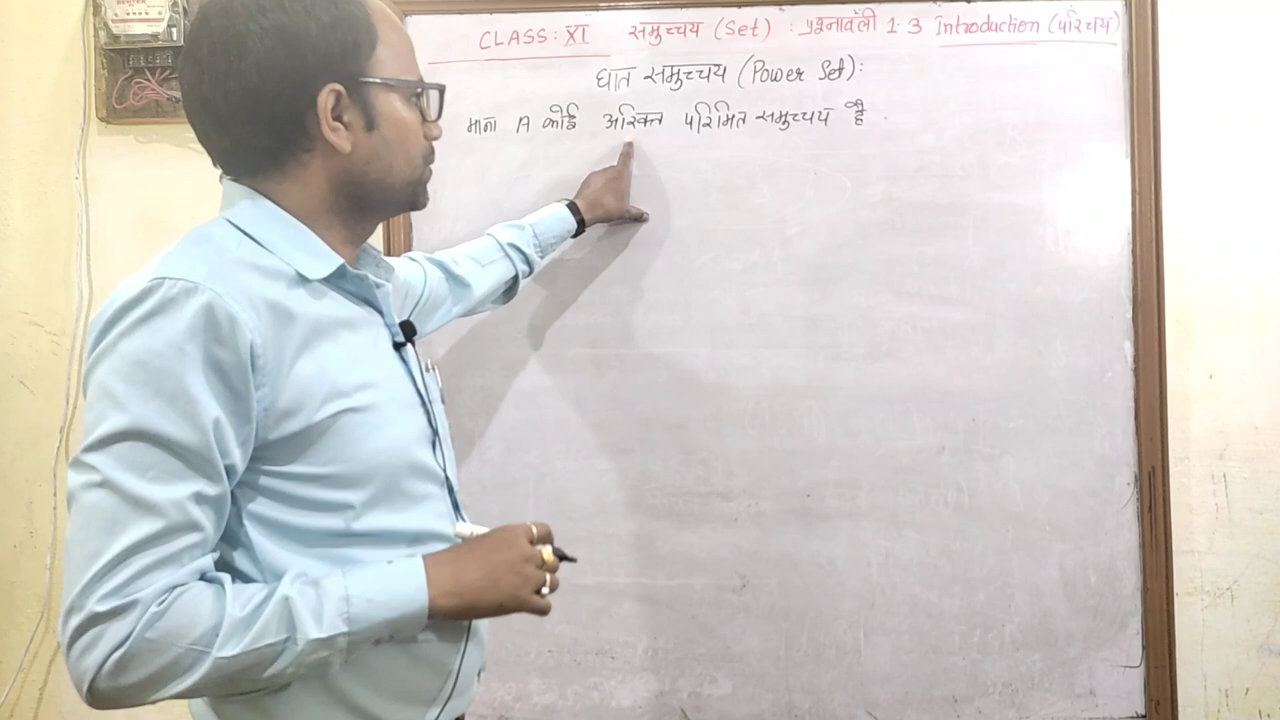 CLASS: XI समुच्चय (Set) : प्रश्नावली 1.3 Introduction (परिचय)
घात समुच्चय (Power Set):
माना A कोई अरिक्त परिमित समुच्चय है